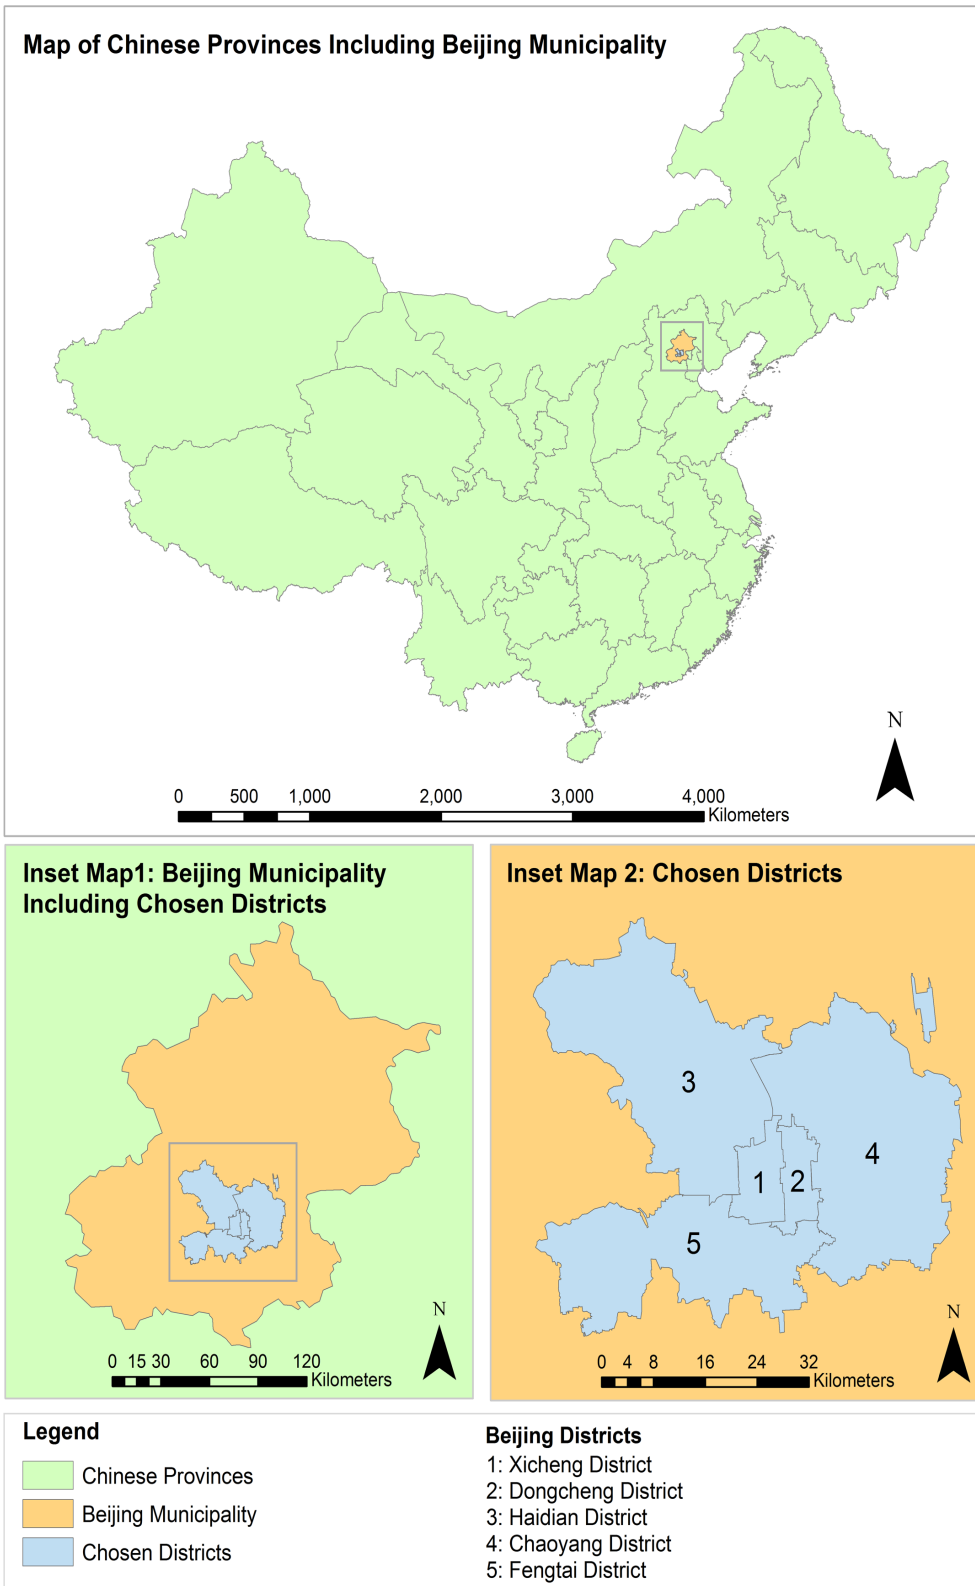 Map of Chinese Provinces Including Beijing Municipality
N
0 500 1,000 2,000 3,000 4,000
Kilometers
Inset Map1: Beijing Municipality
Including Chosen Districts
N
0 15 30 60 90 120
Kilometers
Inset Map 2: Chosen Districts
3
4
1
2
5
N
0 4 8 16 24 32
Kilometers
Legend
Chinese Provinces
Beijing Municipality
Chosen Districts
Beijing Districts
1: Xicheng District
2: Dongcheng District
3: Haidian District
4: Chaoyang District
5: Fengtai District